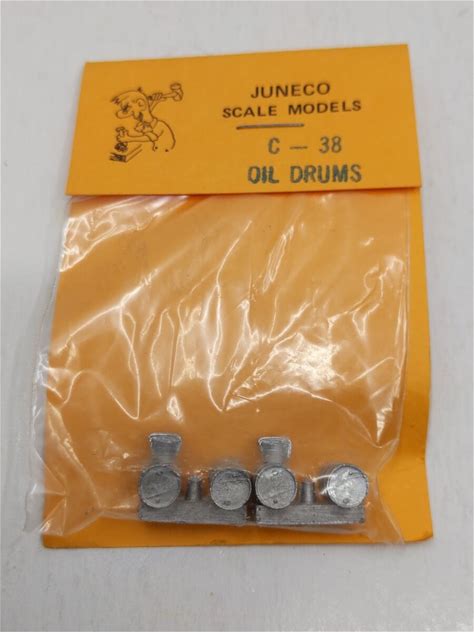 JUNECO
SCALE MODELS
C — 38
OIL DRUMS